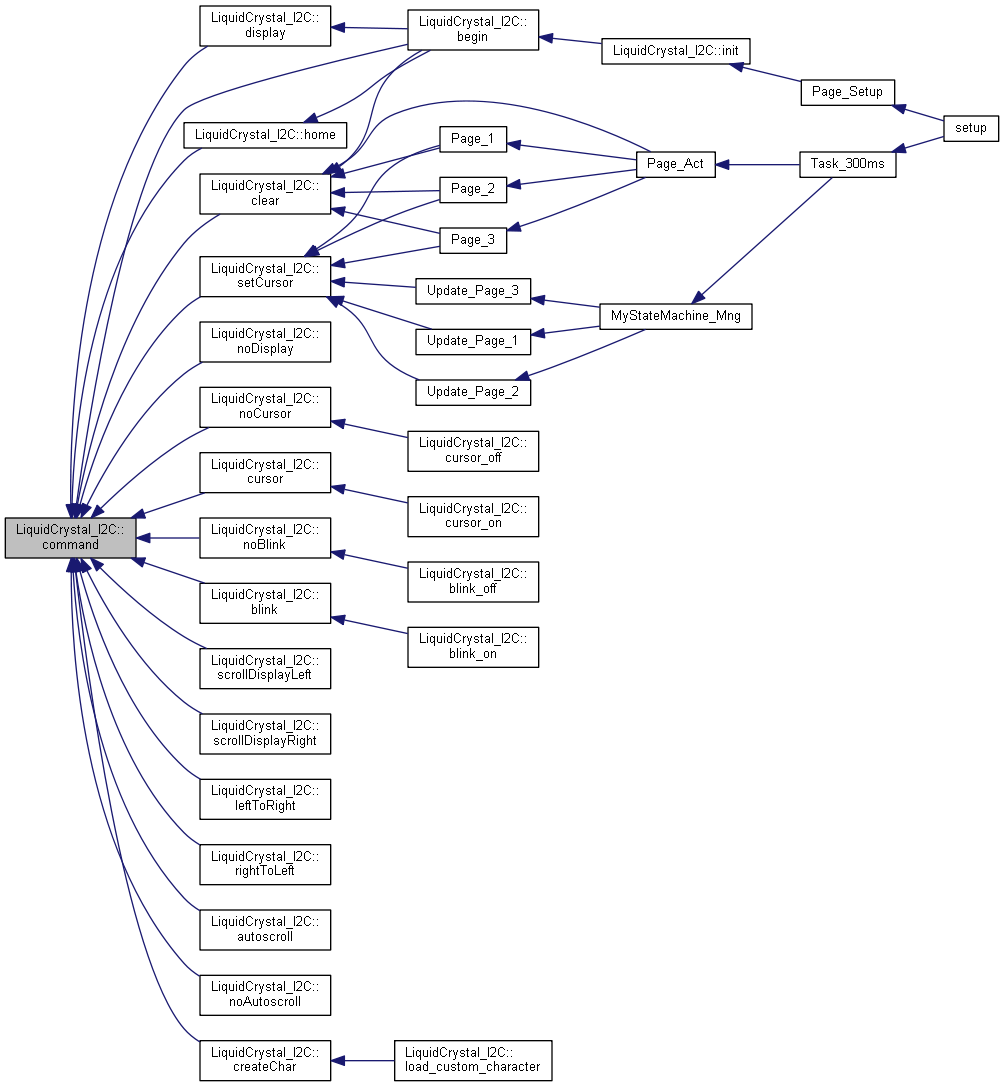 LiquidCrystal_I2C::
display
LiquidCrystal_I2C::
begin
LiquidCrystal_I2C::init
Page_Setup
setup
LiquidCrystal_I2C::home
Page_1
Page_Act
Task_300ms
LiquidCrystal_I2C::
clear
Page_2
Page_3
LiquidCrystal_I2C::
setCursor
Update_Page_3
MyStateMachine_Mng
LiquidCrystal_I2C::
noDisplay
Update_Page_1
Update_Page_2
LiquidCrystal_I2C::
noCursor
LiquidCrystal_I2C::
cursor_off
LiquidCrystal_I2C::
cursor
LiquidCrystal_I2C::
cursor_on
LiquidCrystal_I2C::
command
LiquidCrystal_I2C::
noBlink
LiquidCrystal_I2C::
blink_off
LiquidCrystal_I2C::
blink
LiquidCrystal_I2C::
blink_on
LiquidCrystal_I2C::
scrollDisplayLeft
LiquidCrystal_I2C::
scrollDisplayRight
LiquidCrystal_I2C::
leftToRight
LiquidCrystal_I2C::
rightToLeft
LiquidCrystal_I2C::
autoscroll
LiquidCrystal_I2C::
noAutoscroll
LiquidCrystal_I2C::
createChar
LiquidCrystal_I2C::
load_custom_character